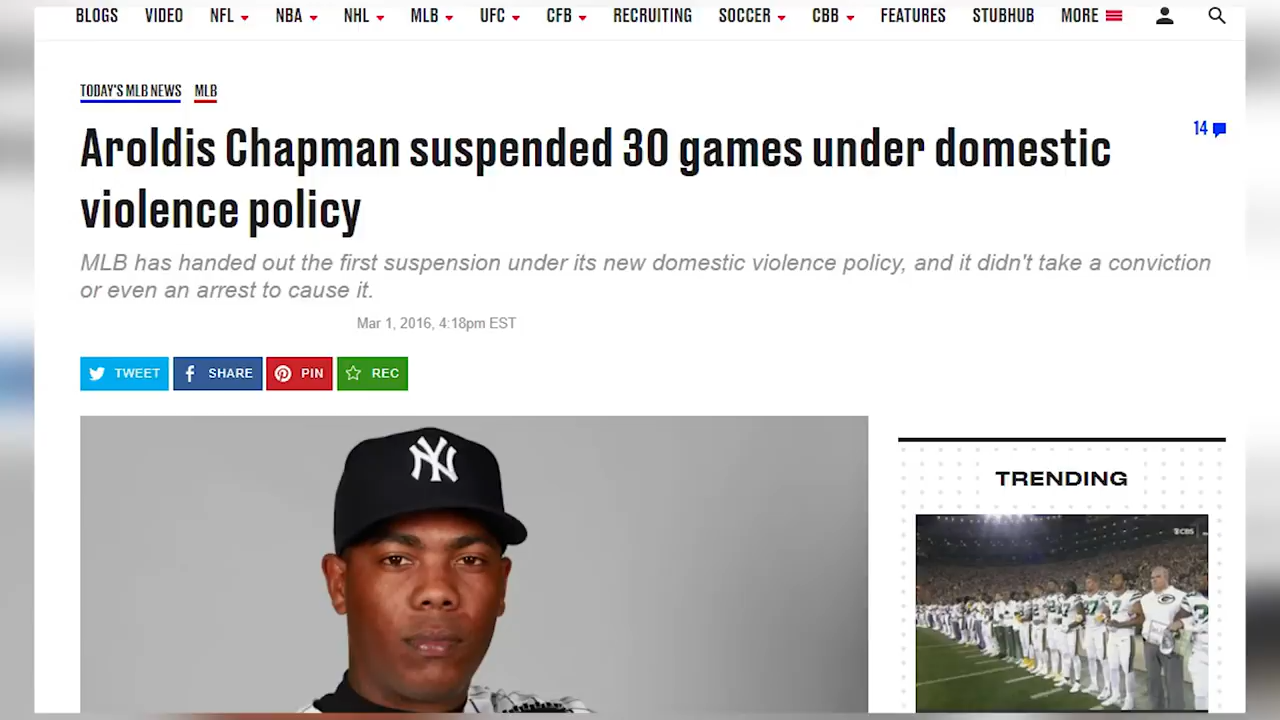 BLOGS VIDEO NFL NBA NHL MLB UFC CFB RECRUITING SOCCER CBB FEATURES STUBHUB MORE
TODAY'S MLB NEWS MLB
14
Aroldis Chapman suspended 30 games under domestic
violence policy
MLB has handed out the first suspension under its new domestic violence policy, and it didn't take a conviction
or even an arrest to cause it.
Mar 1, 2016, 4:18pm EST
TWEET SHARE PIN REC
NY
TRENDING
CBS
G